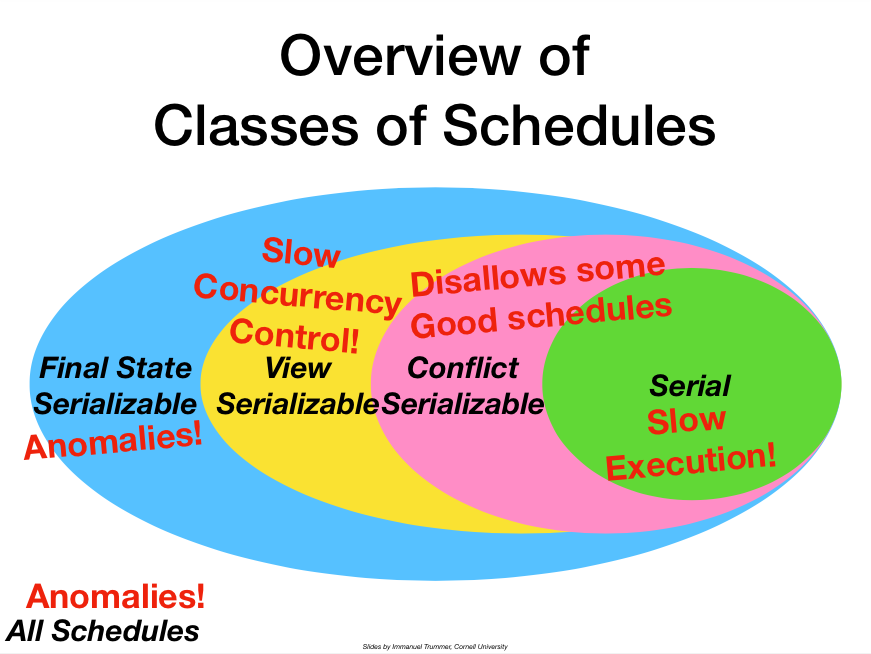 Overview of
Classes of Schedules
Slow
Concurrency
Control!
Disallows some
Good schedules
Final State
Serializable
Anomalies!
View
Serializable
Conflict
Serializable
Serial
Slow
Execution!
Anomalies!
All Schedules
Slides by Immanuel Trummer, Cornell University